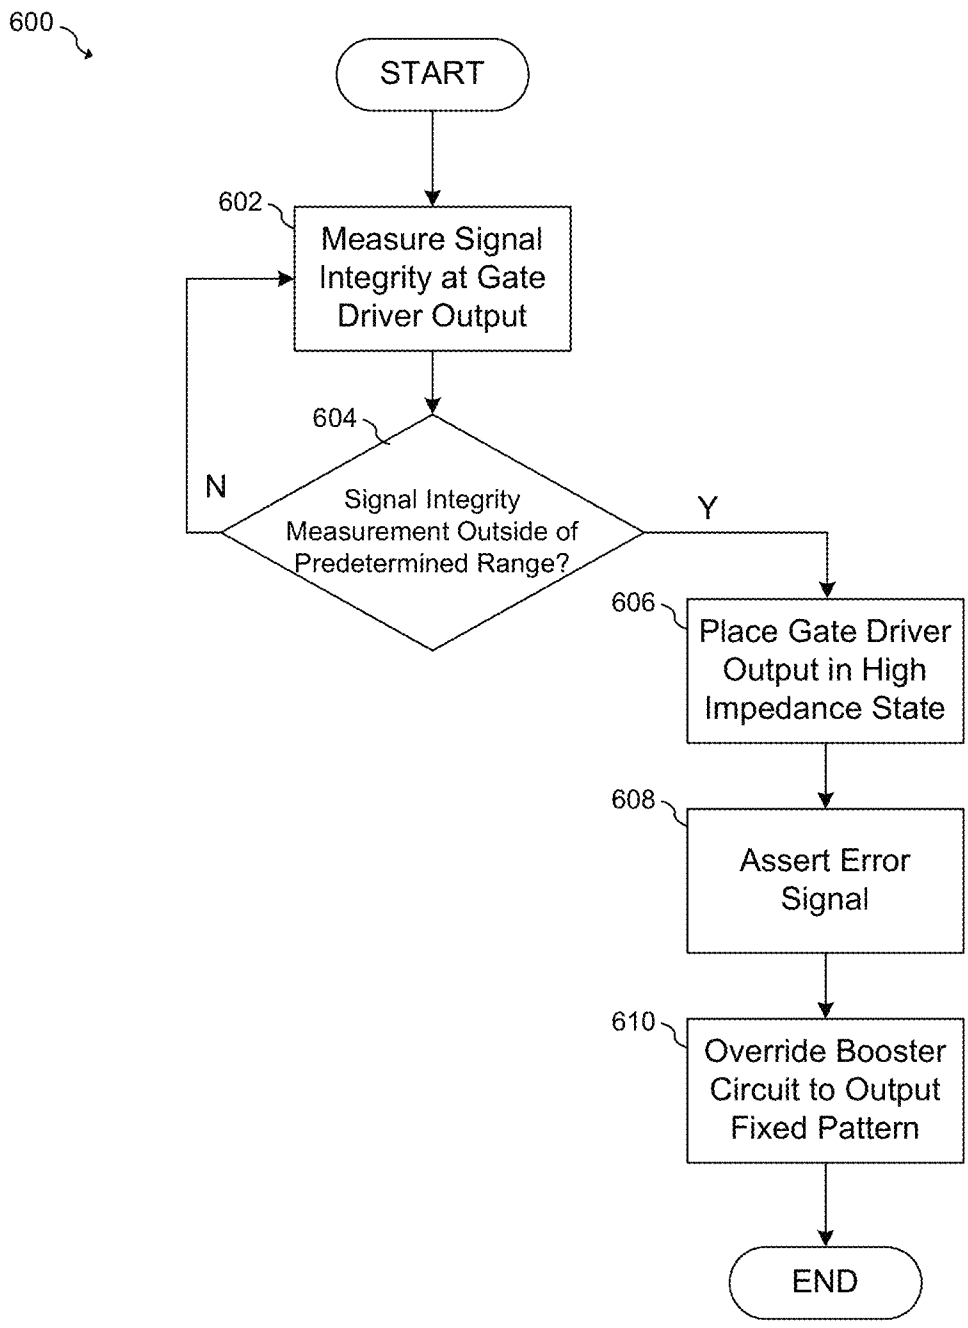 600
START
602
Measure Signal
Integrity at Gate
Driver Output
604
N
Signal Integrity
Measurement Outside of
Predetermined Range?
Y
606
Place Gate Driver
Output in High
Impedance State
608
Assert Error
Signal
610
Override Booster
Circuit to Output
Fixed Pattern
END